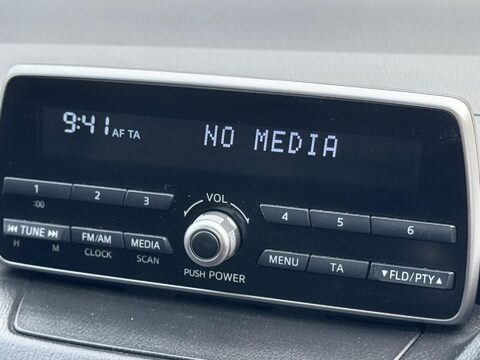 9:41 AF TA NO MEDIA
1 2 3 VOL 4 5 6
:00
TUNE FM/AM MEDIA MENU TA FLD/PTY
H M CLOCK SCAN
PUSH POWER